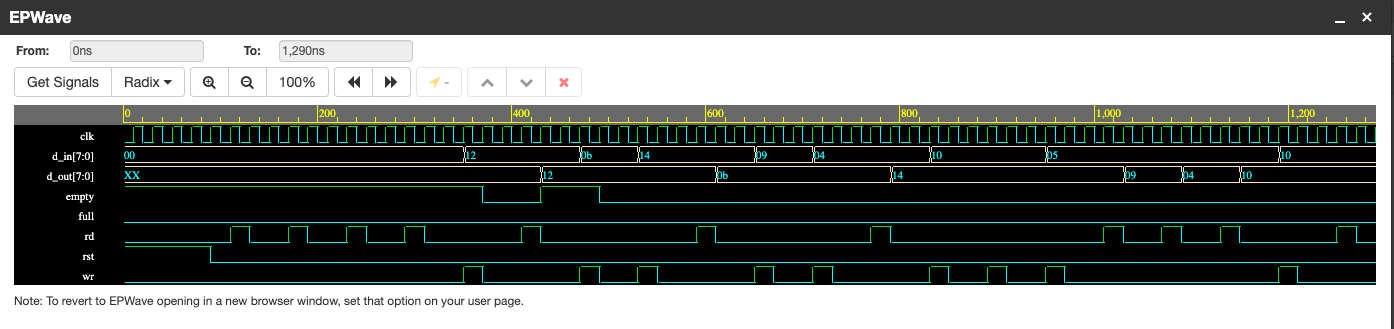 EPWave
From: 0ns To: 1,290ns
Get Signals Radix 100% -
0 200 400 600 800 1,000 1,200
clk
d_in[7:0] 00 12 0b 14 09 04 10 05 10
d_out[7:0] XX 12 0b 14 09 04 10
empty
full
rd
rst
wr
Note: To revert to EPWave opening in a new browser window, set that option on your user page.